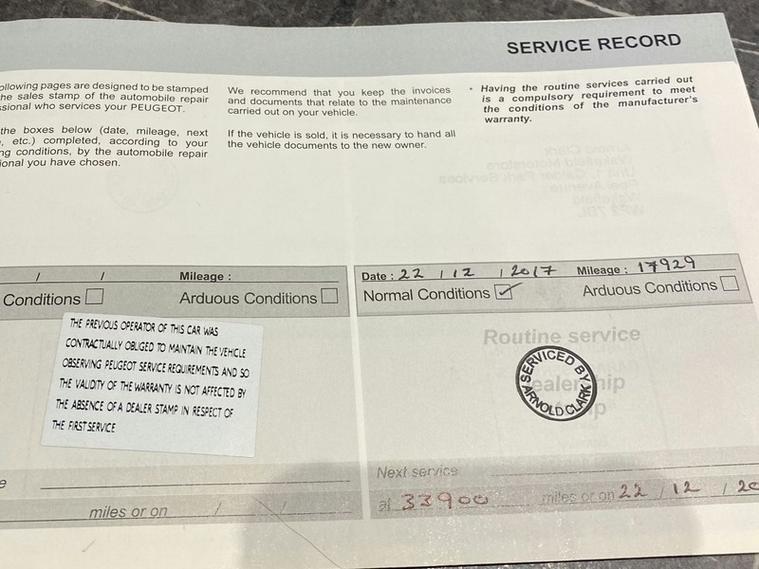 SERVICE RECORD
ollowing pages are designed to be stamped
he sales stamp of the automobile repair
ssional who services your PEUGEOT.
the boxes below (date, mileage, next
, etc.) completed, according to your
ng conditions, by the automobile repair
ional you have chosen.
We recommend that you keep the invoices
and documents that relate to the maintenance
carried out on your vehicle.
If the vehicle is sold, it is necessary to hand all
the vehicle documents to the new owner.
• Having the routine services carried out
is a compulsory requirement to meet
the conditions of the manufacturer's
warranty.
/ / Mileage :
Conditions Arduous Conditions
THE PREVIOUS OPERATOR OF THIS CAR WAS
CONTRACTUALLY OBLIGED TO MAINTAIN THE VEHICLE
OBSERVING PEUGEOT SERVICE REQUIREMENTS AND SO
THE VALIDITY OF THE WARRANTY IS NOT AFFECTED BY
THE ABSENCE OF A DEALER STAMP IN RESPECT OF
THE FIRST SERVICE
e
miles or on / /
Date : 22 / 12 / 2017 Mileage : 17929
Normal Conditions Arduous Conditions
Routine service
SERVICED BY
ARNOLD CLARK
ealership
Next service
at 33900 miles or on 22 / 12 / 20